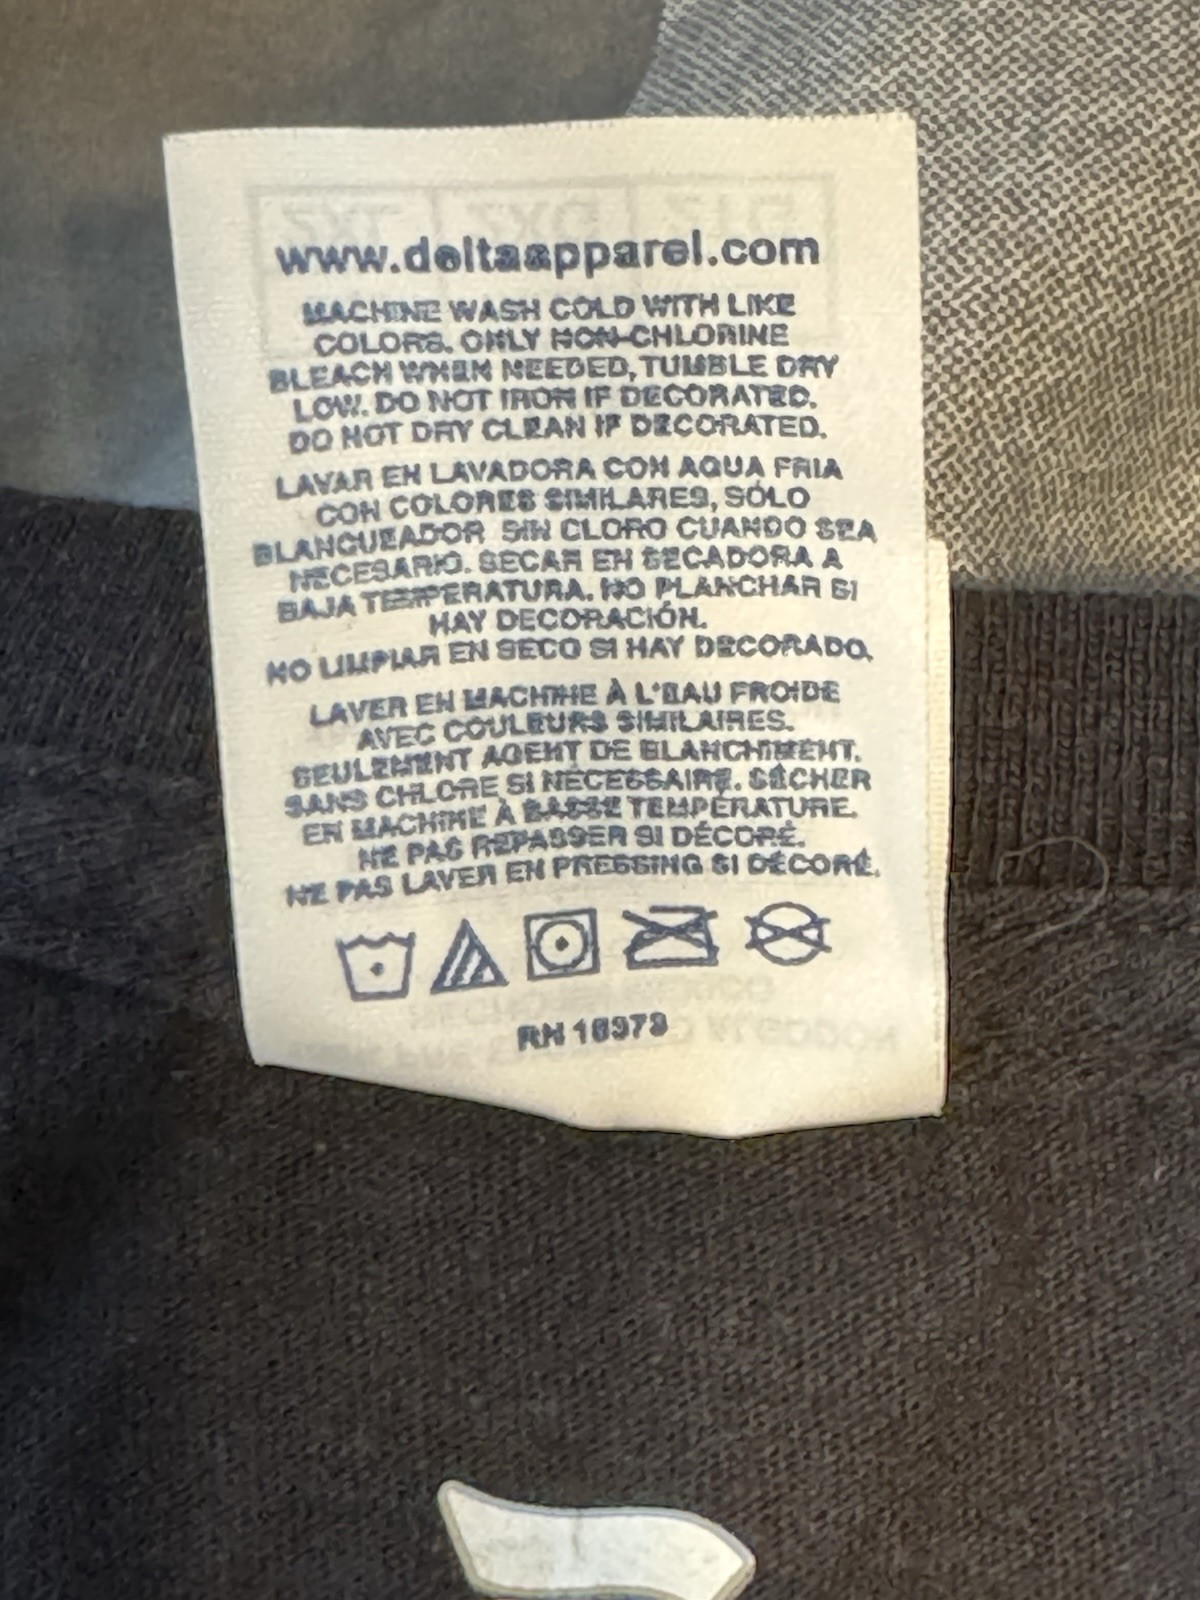 www.deltaapparel.com
MACHINE WASH COLD WITH LIKE
COLORS. ONLY NON-CHLORINE
BLEACH WHEN NEEDED, TUMBLE DRY
LOW. DO NOT IRON IF DECORATED.
DO NOT DRY CLEAN IF DECORATED.
LAVAR EN LAVADORA CON AQUA FRIA
CON COLORES SIMILARES, SÓLO
BLANQUEADOR SIN CLORO CUANDO SEA
NECESARIO. SECAR EN SECADORA A
BAJA TEMPERATURA. NO PLANCHAR SI
HAY DECORACIÓN.
NO LIMPIAR EN SECO SI HAY DECORADO.
LAVER EN MACHINE À L'EAU FROIDE
AVEC COULEURS SIMILAIRES.
SEULEMENT AGENT DE BLANCHIMENT.
SANS CHLORE SI NÉCESSAIRE. SÉCHER
EN MACHINE À BASSE TEMPÉRATURE.
NE PAS REPASSER SI DÉCORÉ.
NE PAS LAVER EN PRESSING SI DÉCORÉ.
RN